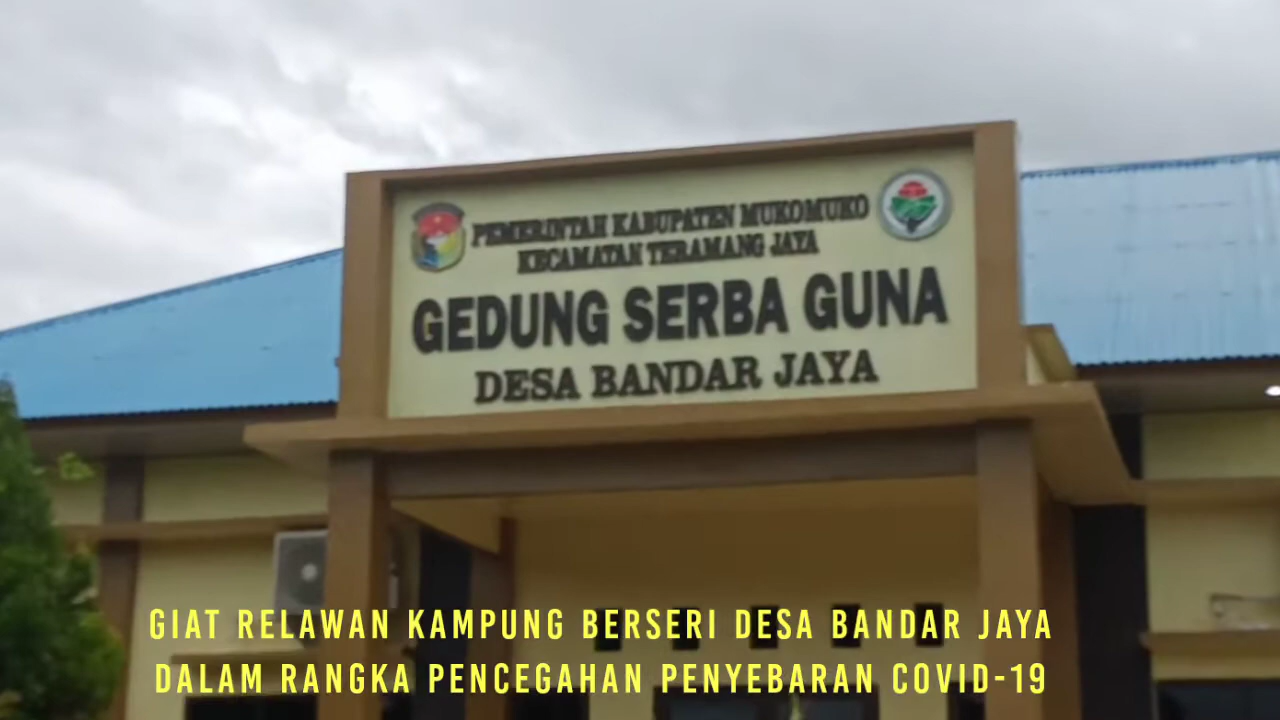 PEMERINTAH KABUPATEN MUKOMUKO
KECAMATAN TERAMANG JAYA
GEDUNG SERBA GUNA
DESA BANDAR JAYA
GIAT RELAWAN KAMPUNG BERSERI DESA BANDAR JAYA
DALAM RANGKA PENCEGAHAN PENYEBARAN COVID-19